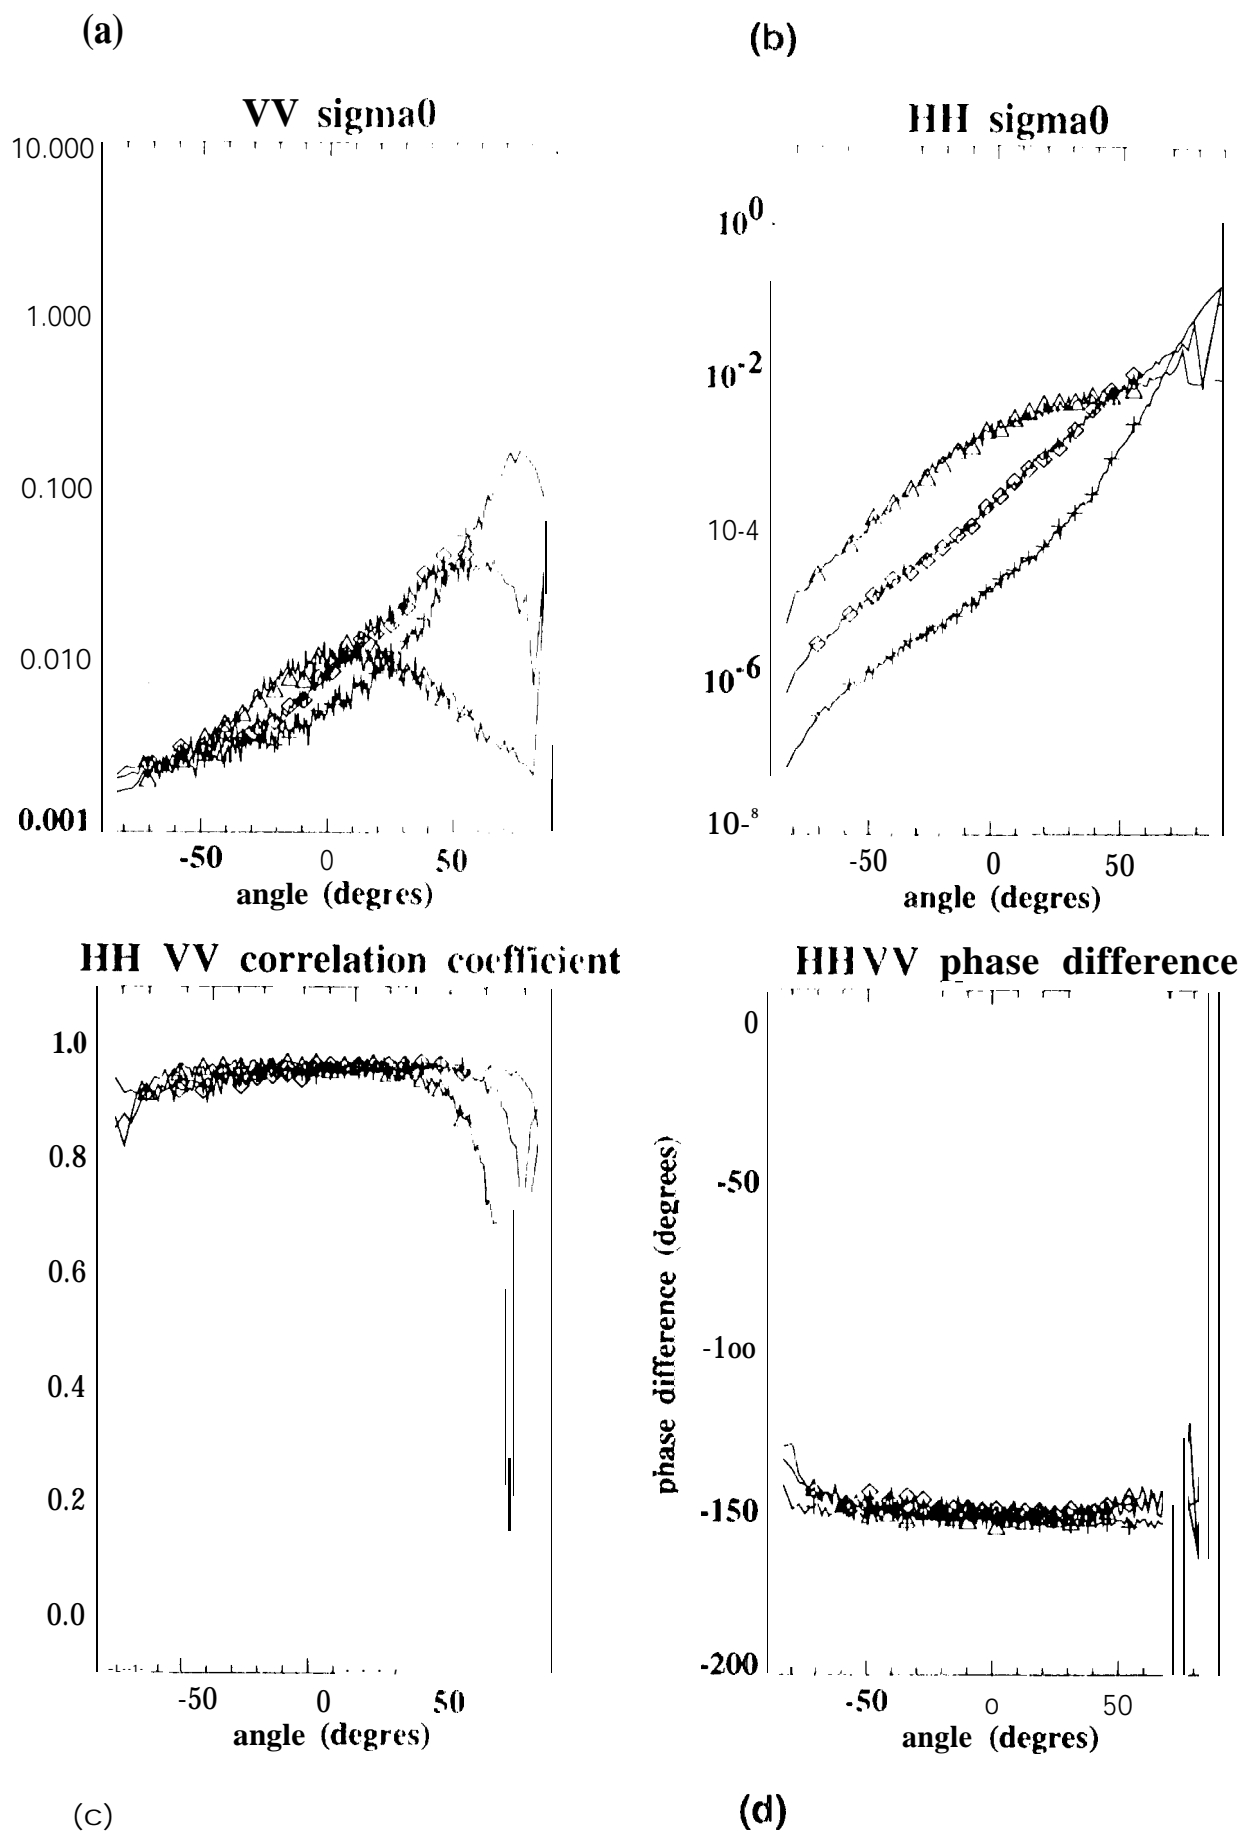 (a)
(b)
VV sigma0
HH sigma0
10.000
1.000
0.100
0.010
0.001
-50 0 50
angle (degres)
10^0
10^-2
10^-4
10^-6
10^-8
-50 0 50
angle (degres)
HH VV correlation coefficient
HHVV phase difference
1.0
0.8
0.6
0.4
0.2
0.0
-50 0 50
angle (degres)
phase difference (degrees)
0
-50
-100
-150
-200
-50 0 50
angle (degres)
(c)
(d)